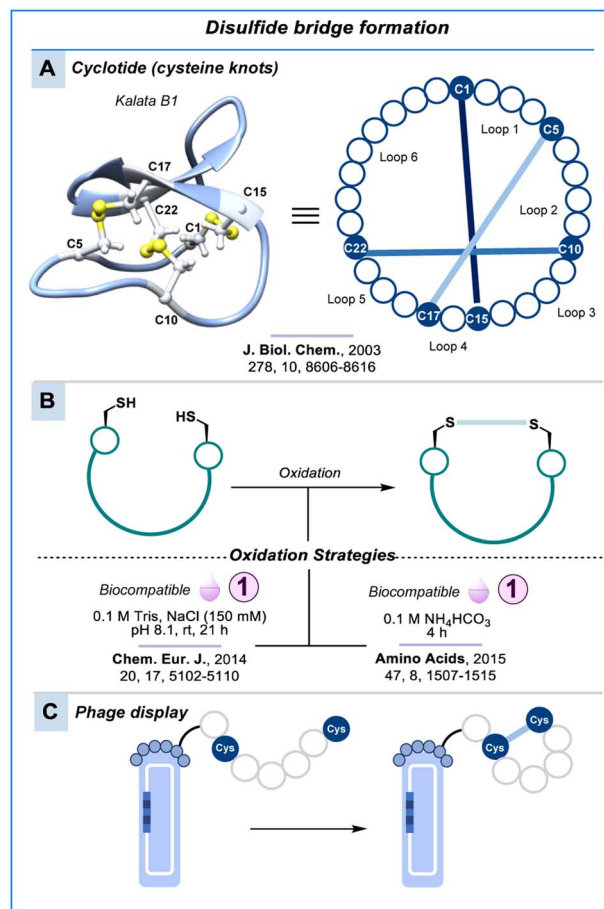 Disulfide bridge formation
A Cyclotide (cysteine knots)
Kalata B1
C17
C15
C22
C1
C5
C10
C1
Loop 1
C5
Loop 6
Loop 2
C22
C10
Loop 5
C17
C15
Loop 3
Loop 4
J. Biol. Chem., 2003
278, 10, 8606-8616
B
SH
HS
S
S
Oxidation
Oxidation Strategies
Biocompatible 1
0.1 M Tris, NaCl (150 mM)
pH 8.1, rt, 21 h
Chem. Eur. J., 2014
20, 17, 5102-5110
Biocompatible 1
0.1 M NH₄HCO₃
4 h
Amino Acids, 2015
47, 8, 1507-1515
C Phage display
Cys
Cys
Cys
Cys